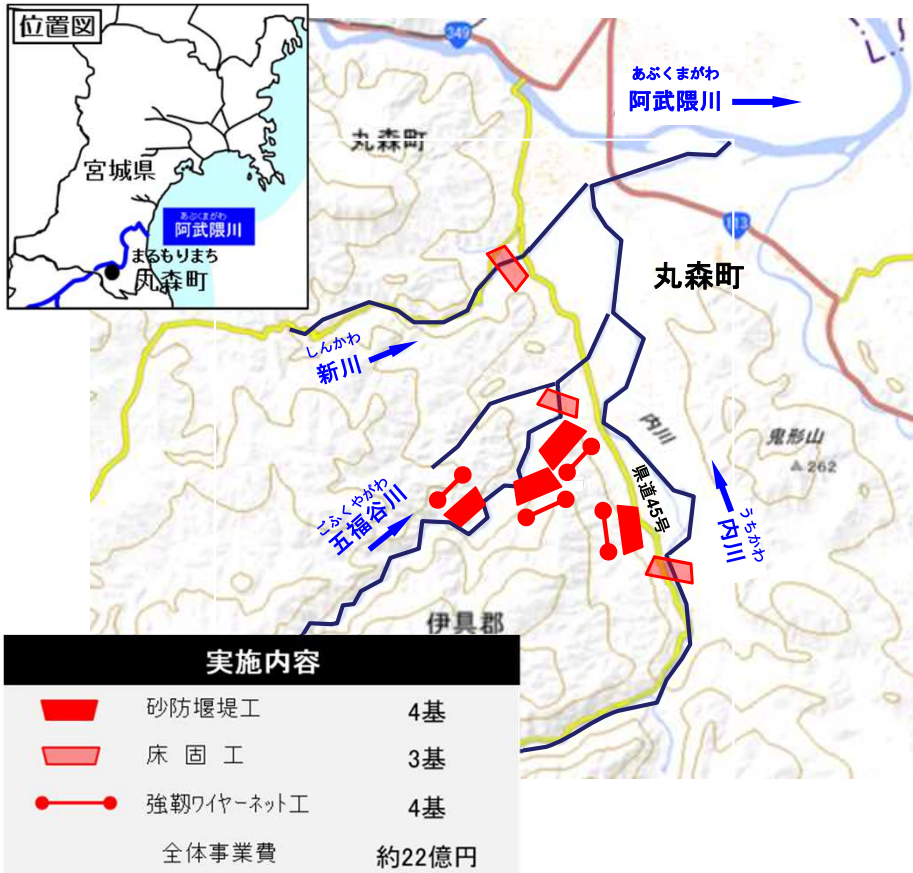 位置図
宮城県
あぶくまがわ
阿武隈川
まるもりまち
丸森町
349
丸森町
あぶくまがわ
阿武隈川
113
丸森町
しんかわ
新川
内川
鬼形山
262
県道45号
ごふくやがわ
五福谷川
うちかわ
内川
伊具郡
実施内容
砂防堰堤工 4基
床固工 3基
強靱ワイヤーネット工 4基
全体事業費 約22億円